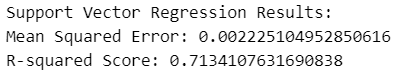 Support Vector Regression Results:
Mean Squared Error: 0.002225104952850616
R-squared Score: 0.7134107631690838